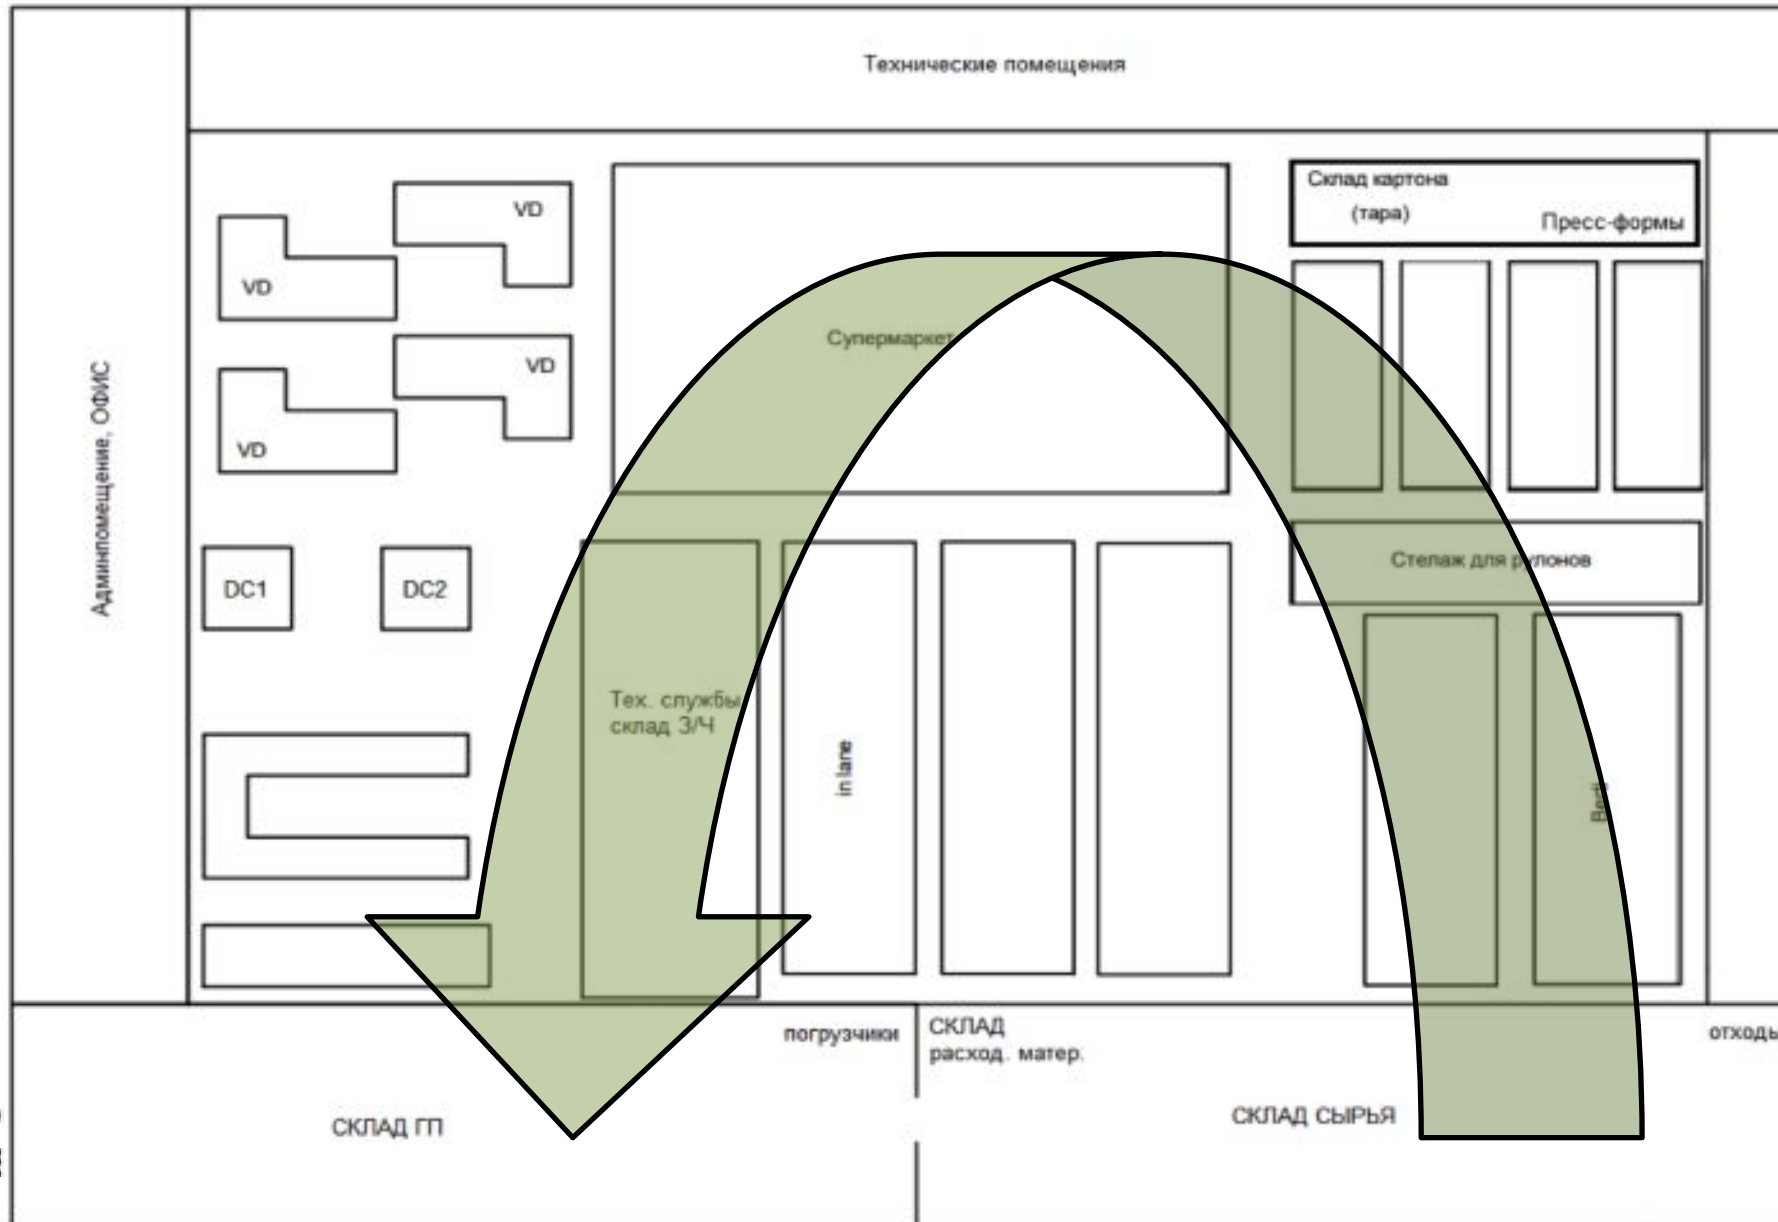 Технические помещения
Склад картона
(тара)
Пресс-формы
VD
VD
VD
VD
Супермаркет
Админпомещение, ОФИС
Стелаж для рулонов
DC1
DC2
Тех. службы
склад З/Ч
in lane
погрузчики
СКЛАД
расход. матер.
отходы
СКЛАД ГП
СКЛАД СЫРЬЯ